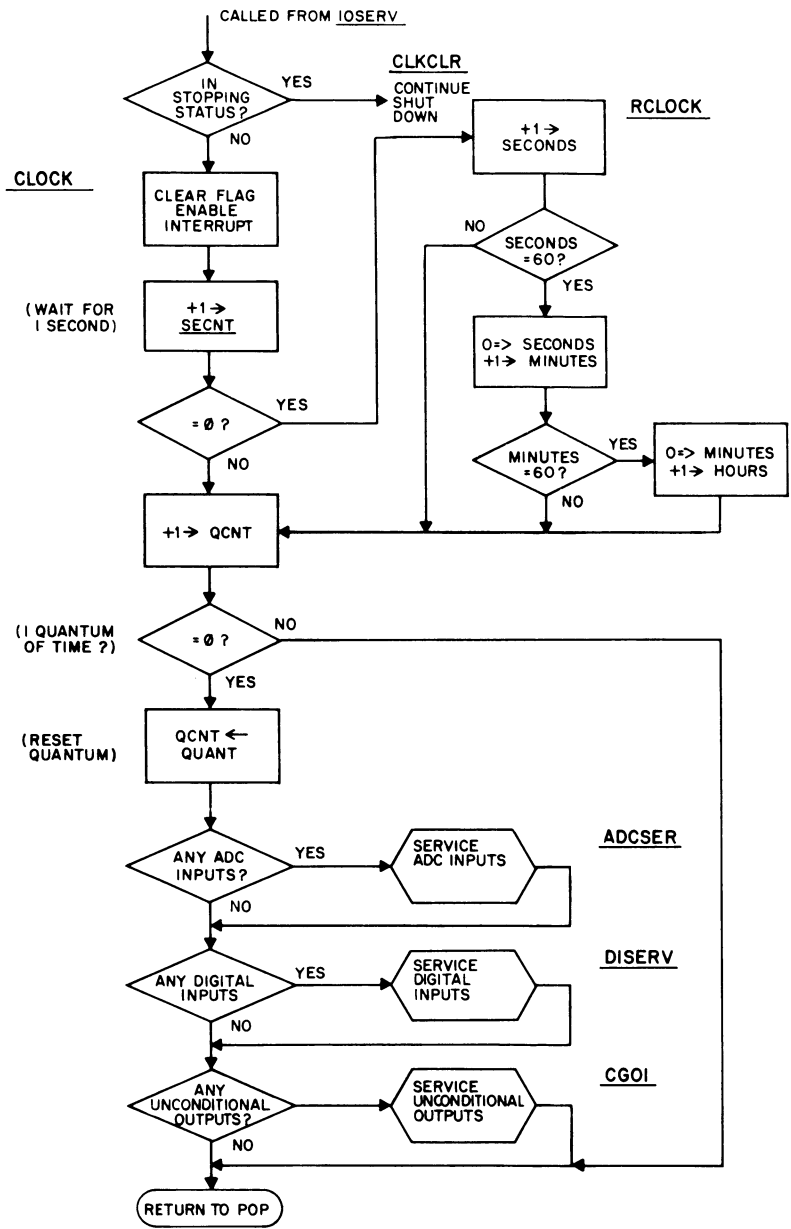 CALLED FROM IOSERV
IN
STOPPING
STATUS?
YES
NO
CLKCLR
CONTINUE
SHUT
DOWN
RCLOCK
+1→
SECONDS
CLOCK
CLEAR FLAG
ENABLE
INTERRUPT
NO
SECONDS
=60?
YES
(WAIT FOR
1 SECOND)
+1→
SECNT
0=> SECONDS
+1→ MINUTES
=Ø?
YES
NO
MINUTES
=60?
YES
NO
0=> MINUTES
+1→ HOURS
+1→ QCNT
(1 QUANTUM
OF TIME?)
=Ø?
NO
YES
(RESET
QUANTUM)
QCNT ←
QUANT
ANY ADC
INPUTS?
YES
NO
SERVICE
ADC INPUTS
ADCSER
ANY DIGITAL
INPUTS
YES
NO
SERVICE
DIGITAL
INPUTS
DISERV
ANY
UNCONDITIONAL
OUTPUTS?
NO
SERVICE
UNCONDITIONAL
OUTPUTS
CGOI
RETURN TO POP